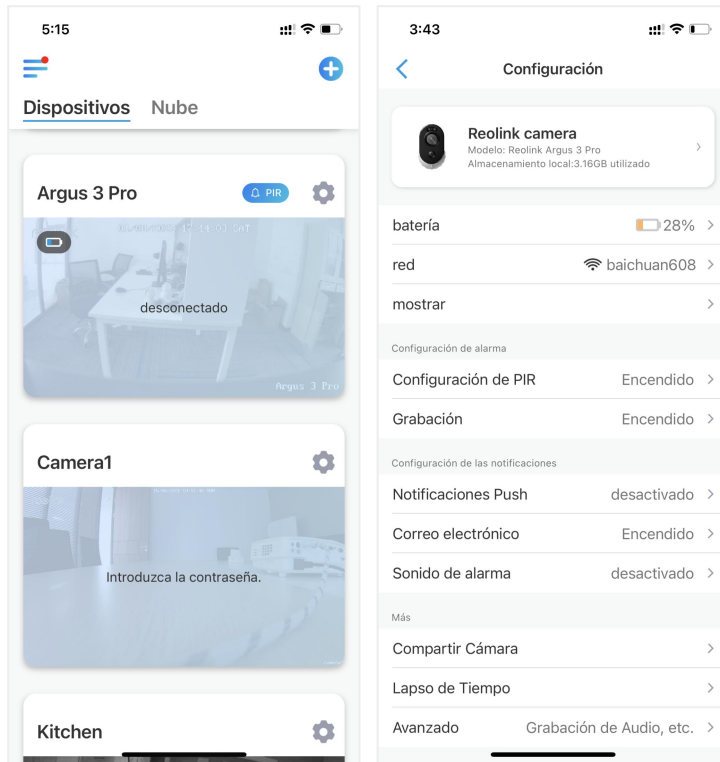 5:15
Dispositivos Nube
Argus 3 Pro
PIR
desconectado
Argus 3 Pro
Camera1
Introduzca la contraseña.
Kitchen
3:43
Configuración
Reolink camera
Modelo: Reolink Argus 3 Pro
Almacenamiento local:3.16GB utilizado
batería 28%
red baichuan608
mostrar
Configuración de alarma
Configuración de PIR Encendido
Grabación Encendido
Configuración de las notificaciones
Notificaciones Push desactivado
Correo electrónico Encendido
Sonido de alarma desactivado
Más
Compartir Cámara
Lapso de Tiempo
Avanzado Grabación de Audio, etc.